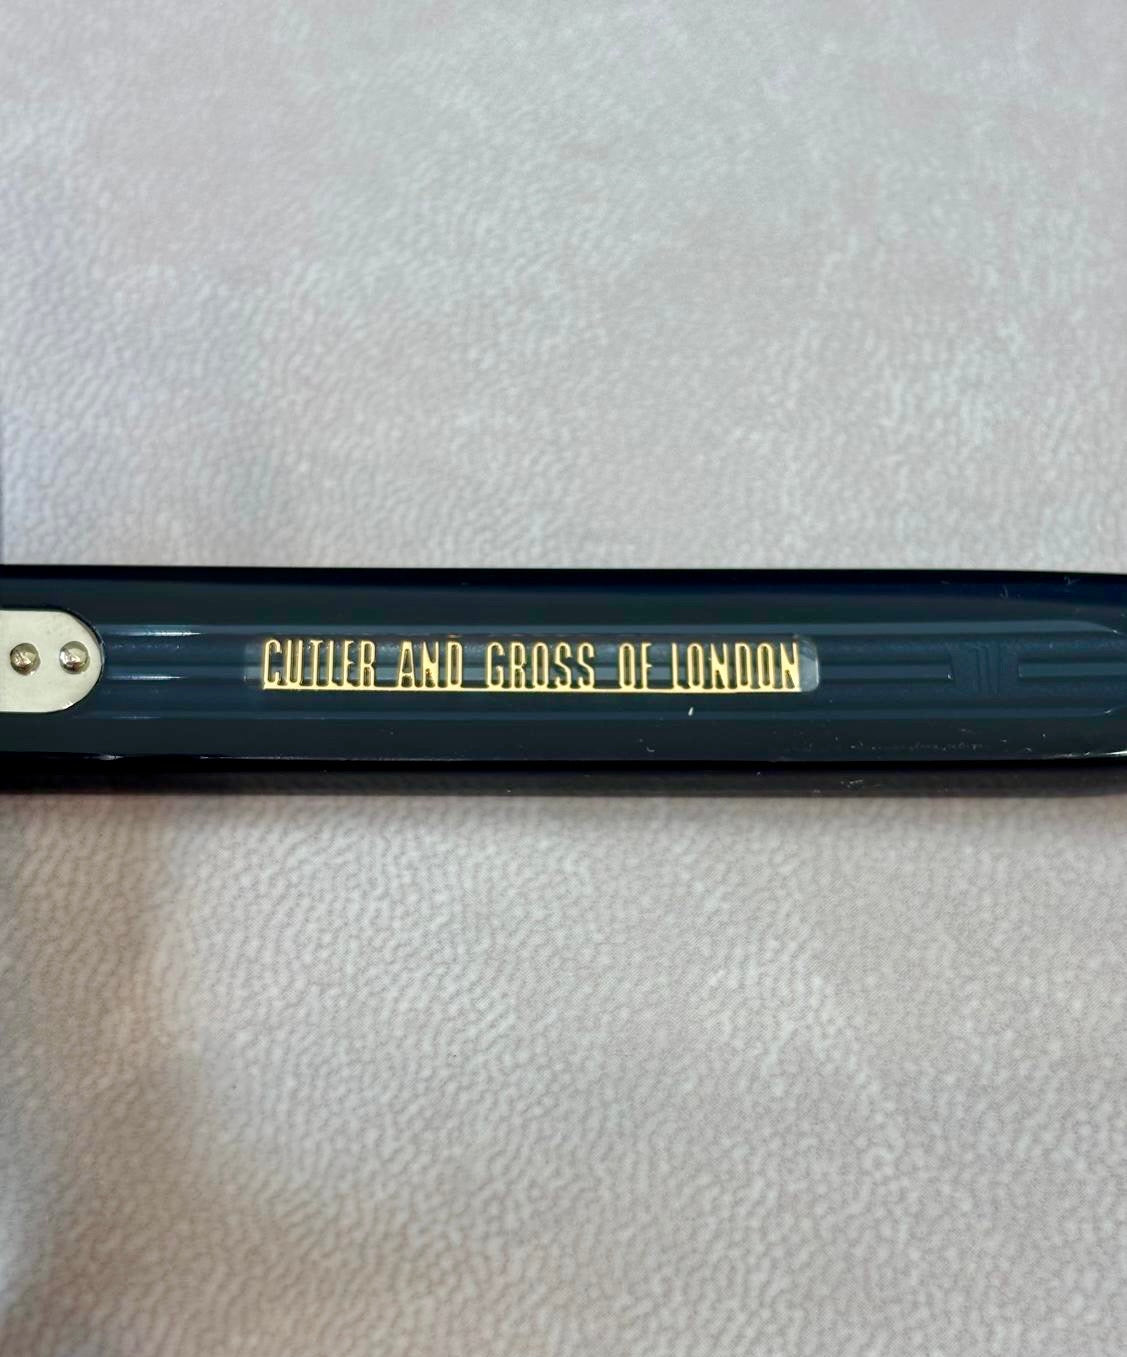 CUTLER AND GROSS OF LONDON